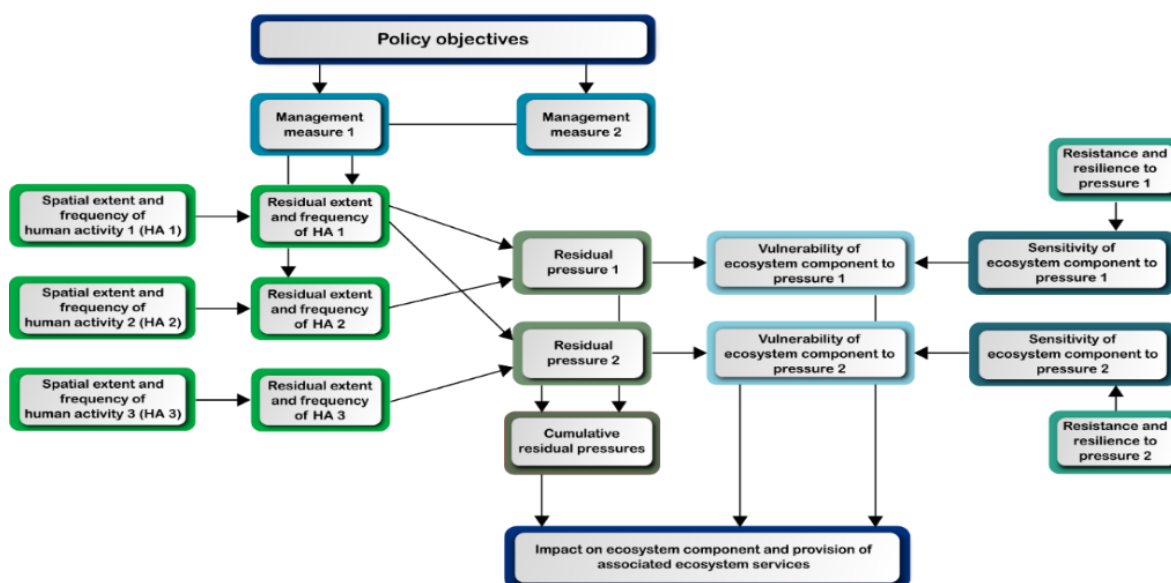 Policy objectives
Management
measure 1
Management
measure 2
Resistance and
resilience to
pressure 1
Spatial extent and
frequency of
human activity 1 (HA 1)
Residual extent
and frequency
of HA 1
Residual
pressure 1
Vulnerability of
ecosystem component to
pressure 1
Sensitivity of
ecosystem component to
pressure 1
Spatial extent and
frequency of
human activity 2 (HA 2)
Residual extent
and frequency
of HA 2
Residual
pressure 2
Vulnerability of
ecosystem component to
pressure 2
Sensitivity of
ecosystem component to
pressure 2
Spatial extent and
frequency of
human activity 3 (HA 3)
Residual extent
and frequency
of HA 3
Cumulative
residual pressures
Resistance and
resilience to
pressure 2
Impact on ecosystem component and provision of
associated ecosystem services